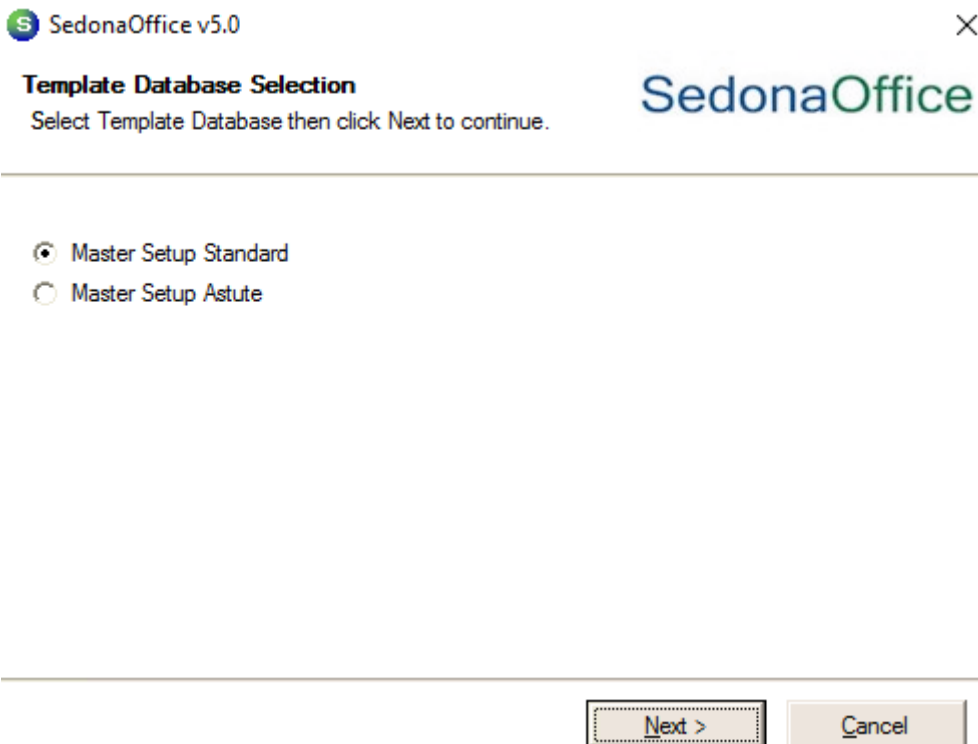 SedonaOffice v5.0
Template Database Selection
Select Template Database then click Next to continue.
SedonaOffice
Master Setup Standard
Master Setup Astute
Next >
Cancel